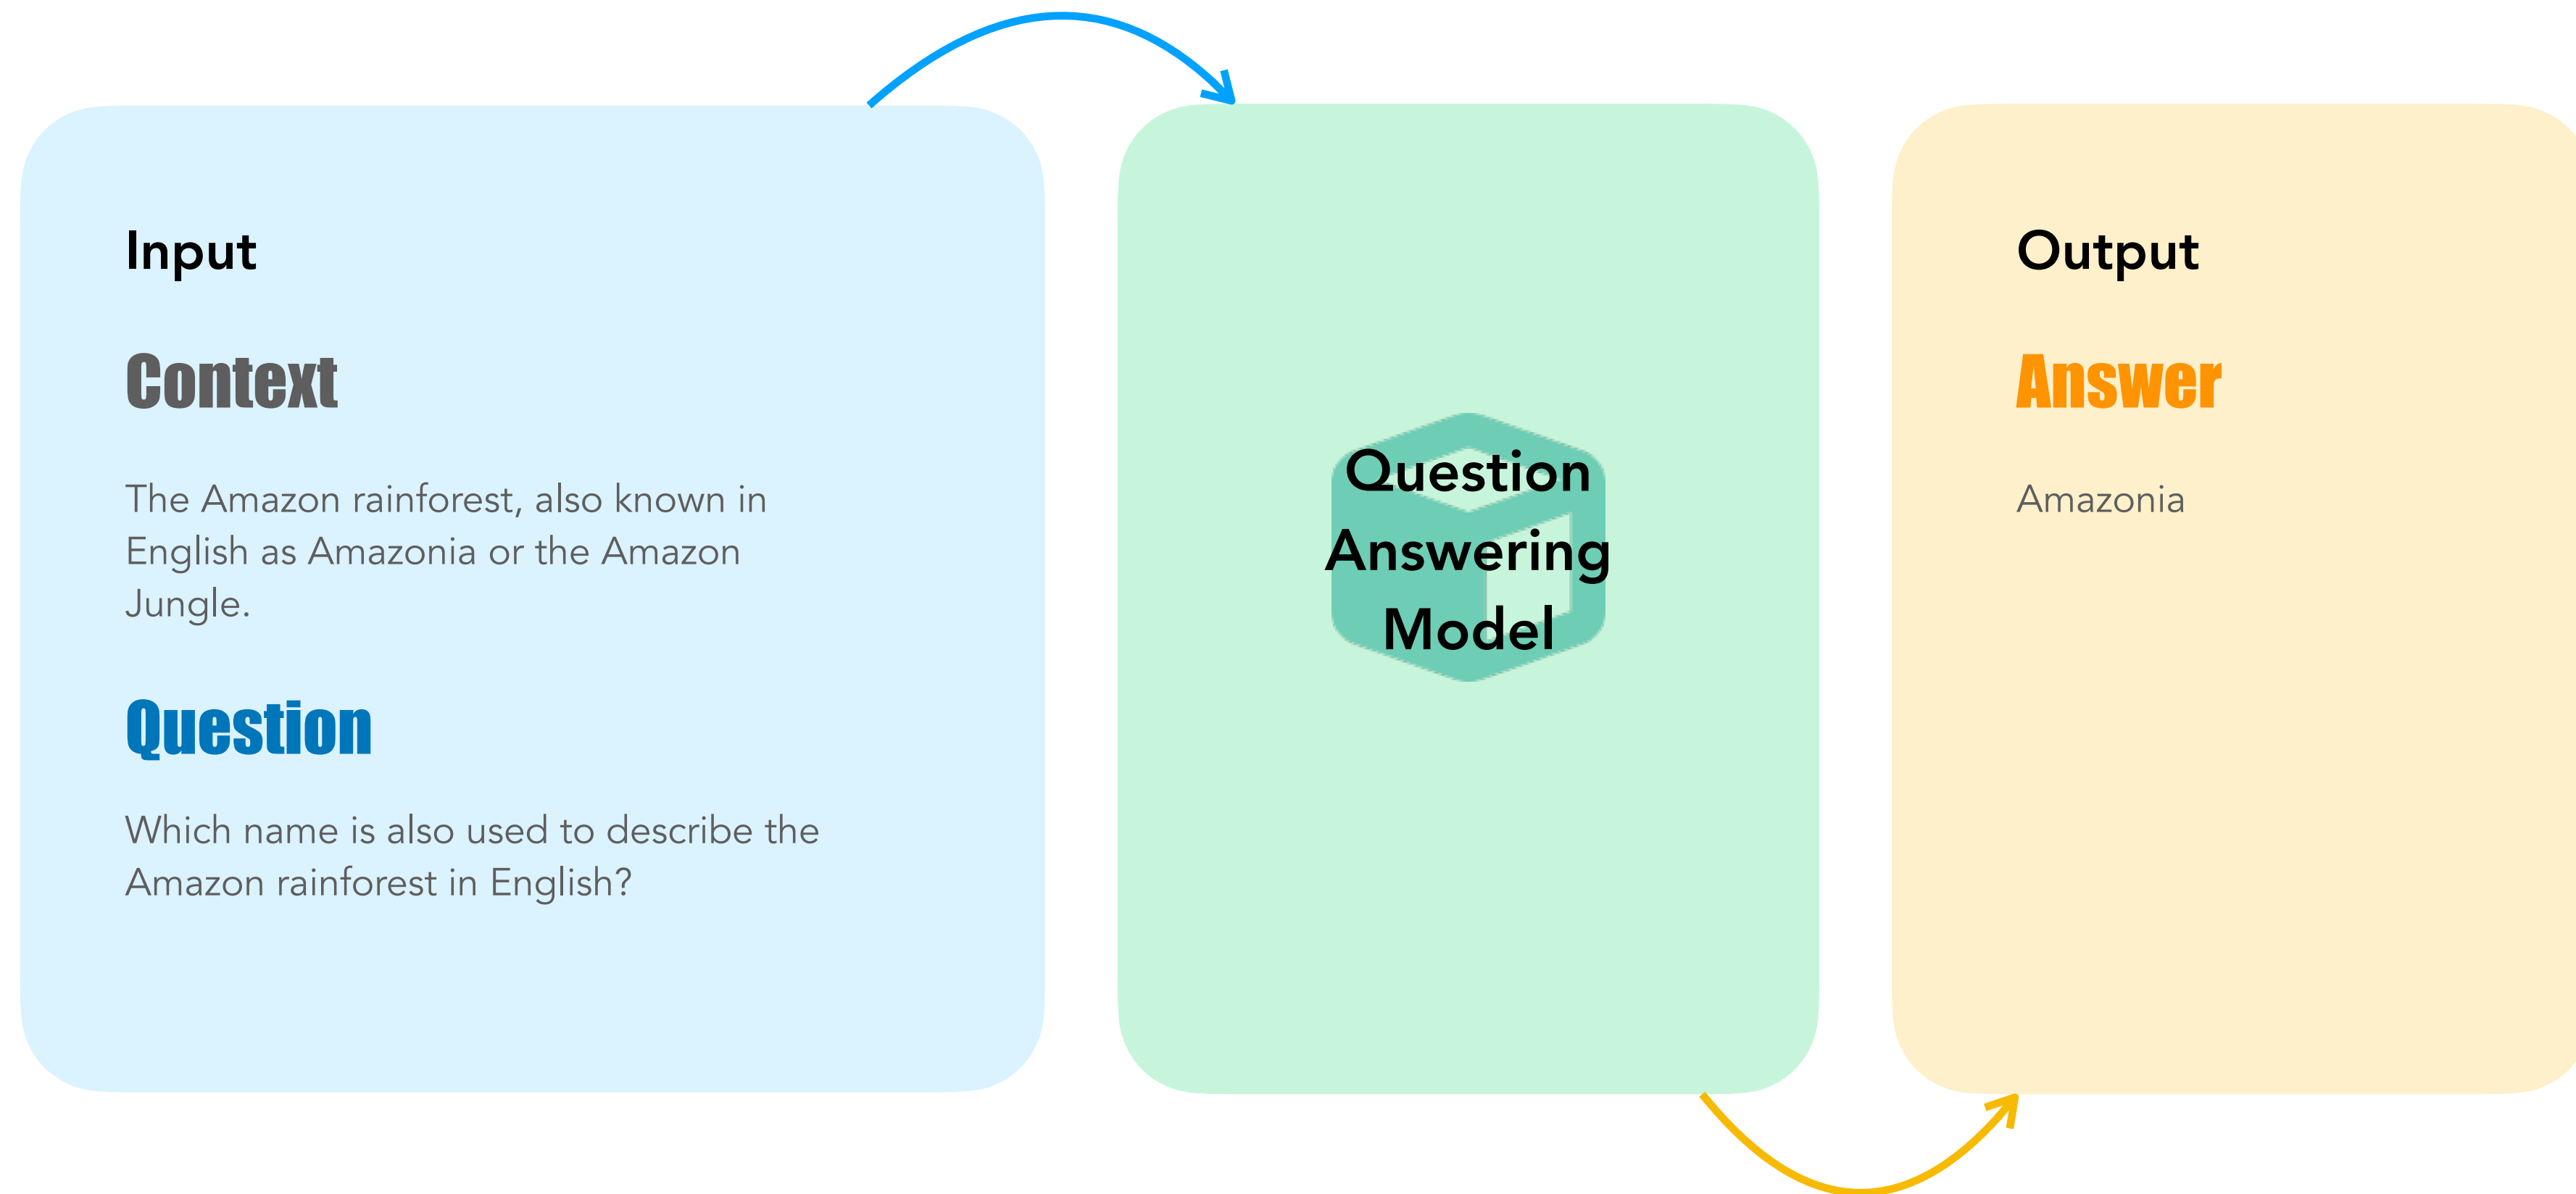 Input
Context
The Amazon rainforest, also known in
English as Amazonia or the Amazon
Jungle.
Question
Which name is also used to describe the
Amazon rainforest in English?
Question
Answering
Model
Output
Answer
Amazonia